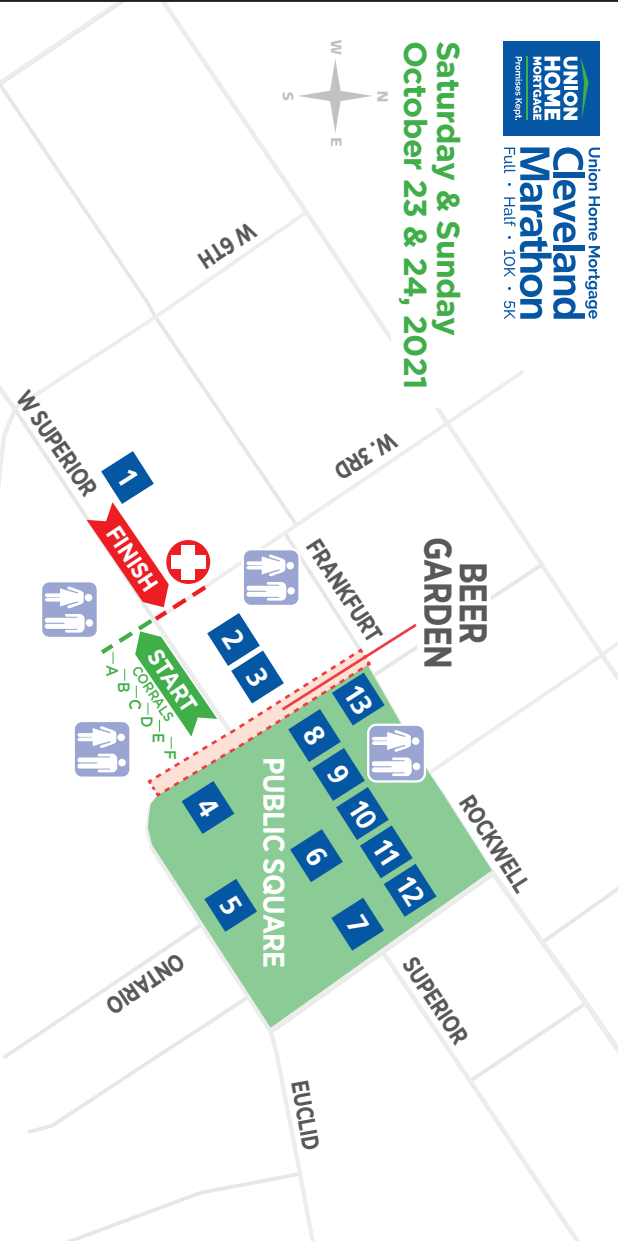 UNION
HOME
MORTGAGE
Promises Kept.
Union Home Mortgage
Cleveland
Marathon
Full • Half • 10K • 5K
Saturday & Sunday
October 23 & 24, 2021
N
W
E
S
W 6TH
W. 3RD
W SUPERIOR
FRANKFURT
BEER
GARDEN
ROCKWELL
1
FINISH
START
CORRALS
A
B
C
D
E
F
2
3
13
8
9
10
11
12
4
5
6
7
PUBLIC SQUARE
ONTARIO
SUPERIOR
EUCLID